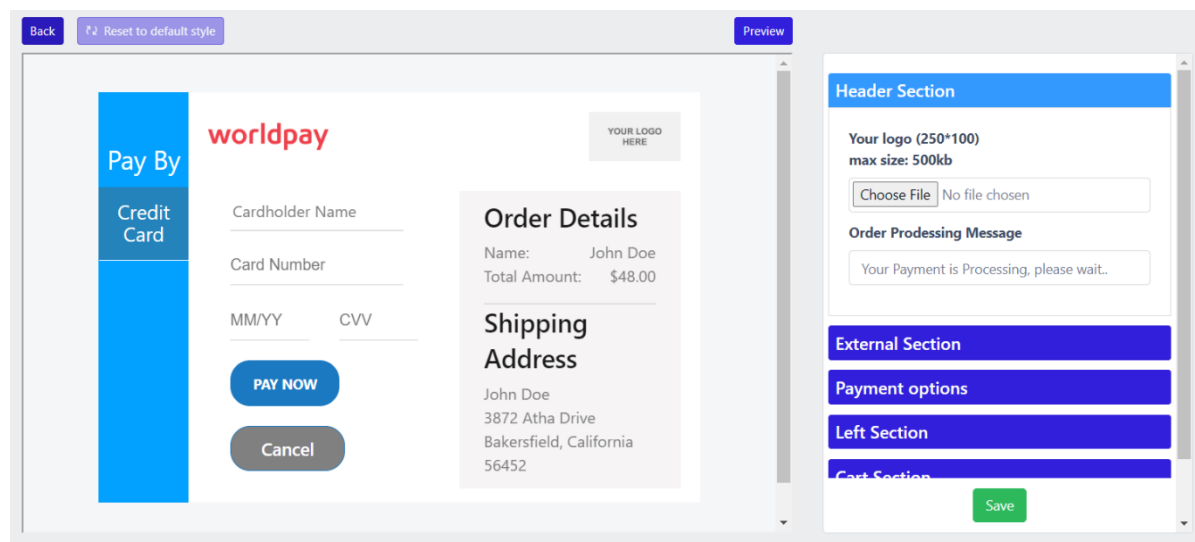 Back
Reset to default style
Preview
Pay By
Credit
Card
worldpay
YOUR LOGO
HERE
Cardholder Name
Card Number
MM/YY CVV
PAY NOW
Cancel
Order Details
Name: John Doe
Total Amount: $48.00
Shipping
Address
John Doe
3872 Atha Drive
Bakersfield, California
56452
Header Section
Your logo (250*100)
max size: 500kb
Choose File No file chosen
Order Prodessing Message
Your Payment is Processing, please wait..
External Section
Payment options
Left Section
Cart Section
Save